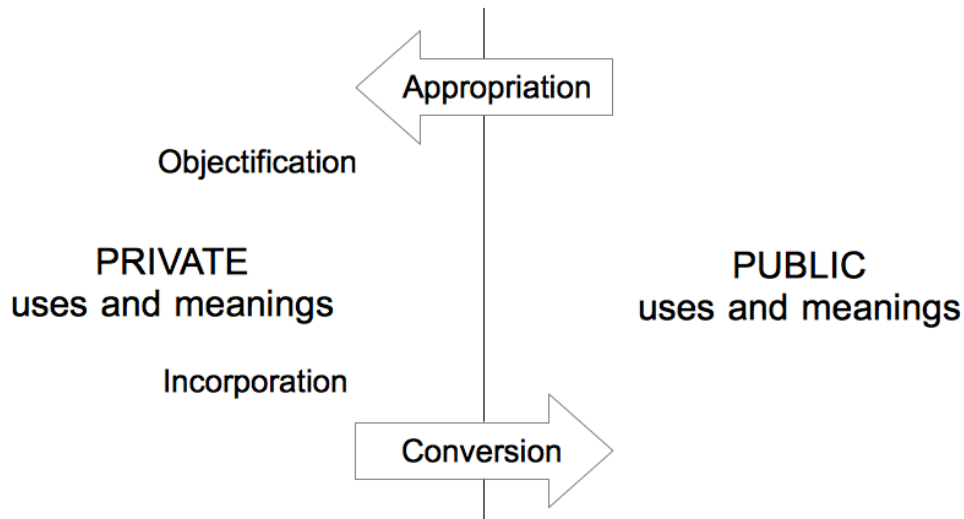 Appropriation
Objectification
PRIVATE
uses and meanings
PUBLIC
uses and meanings
Incorporation
Conversion